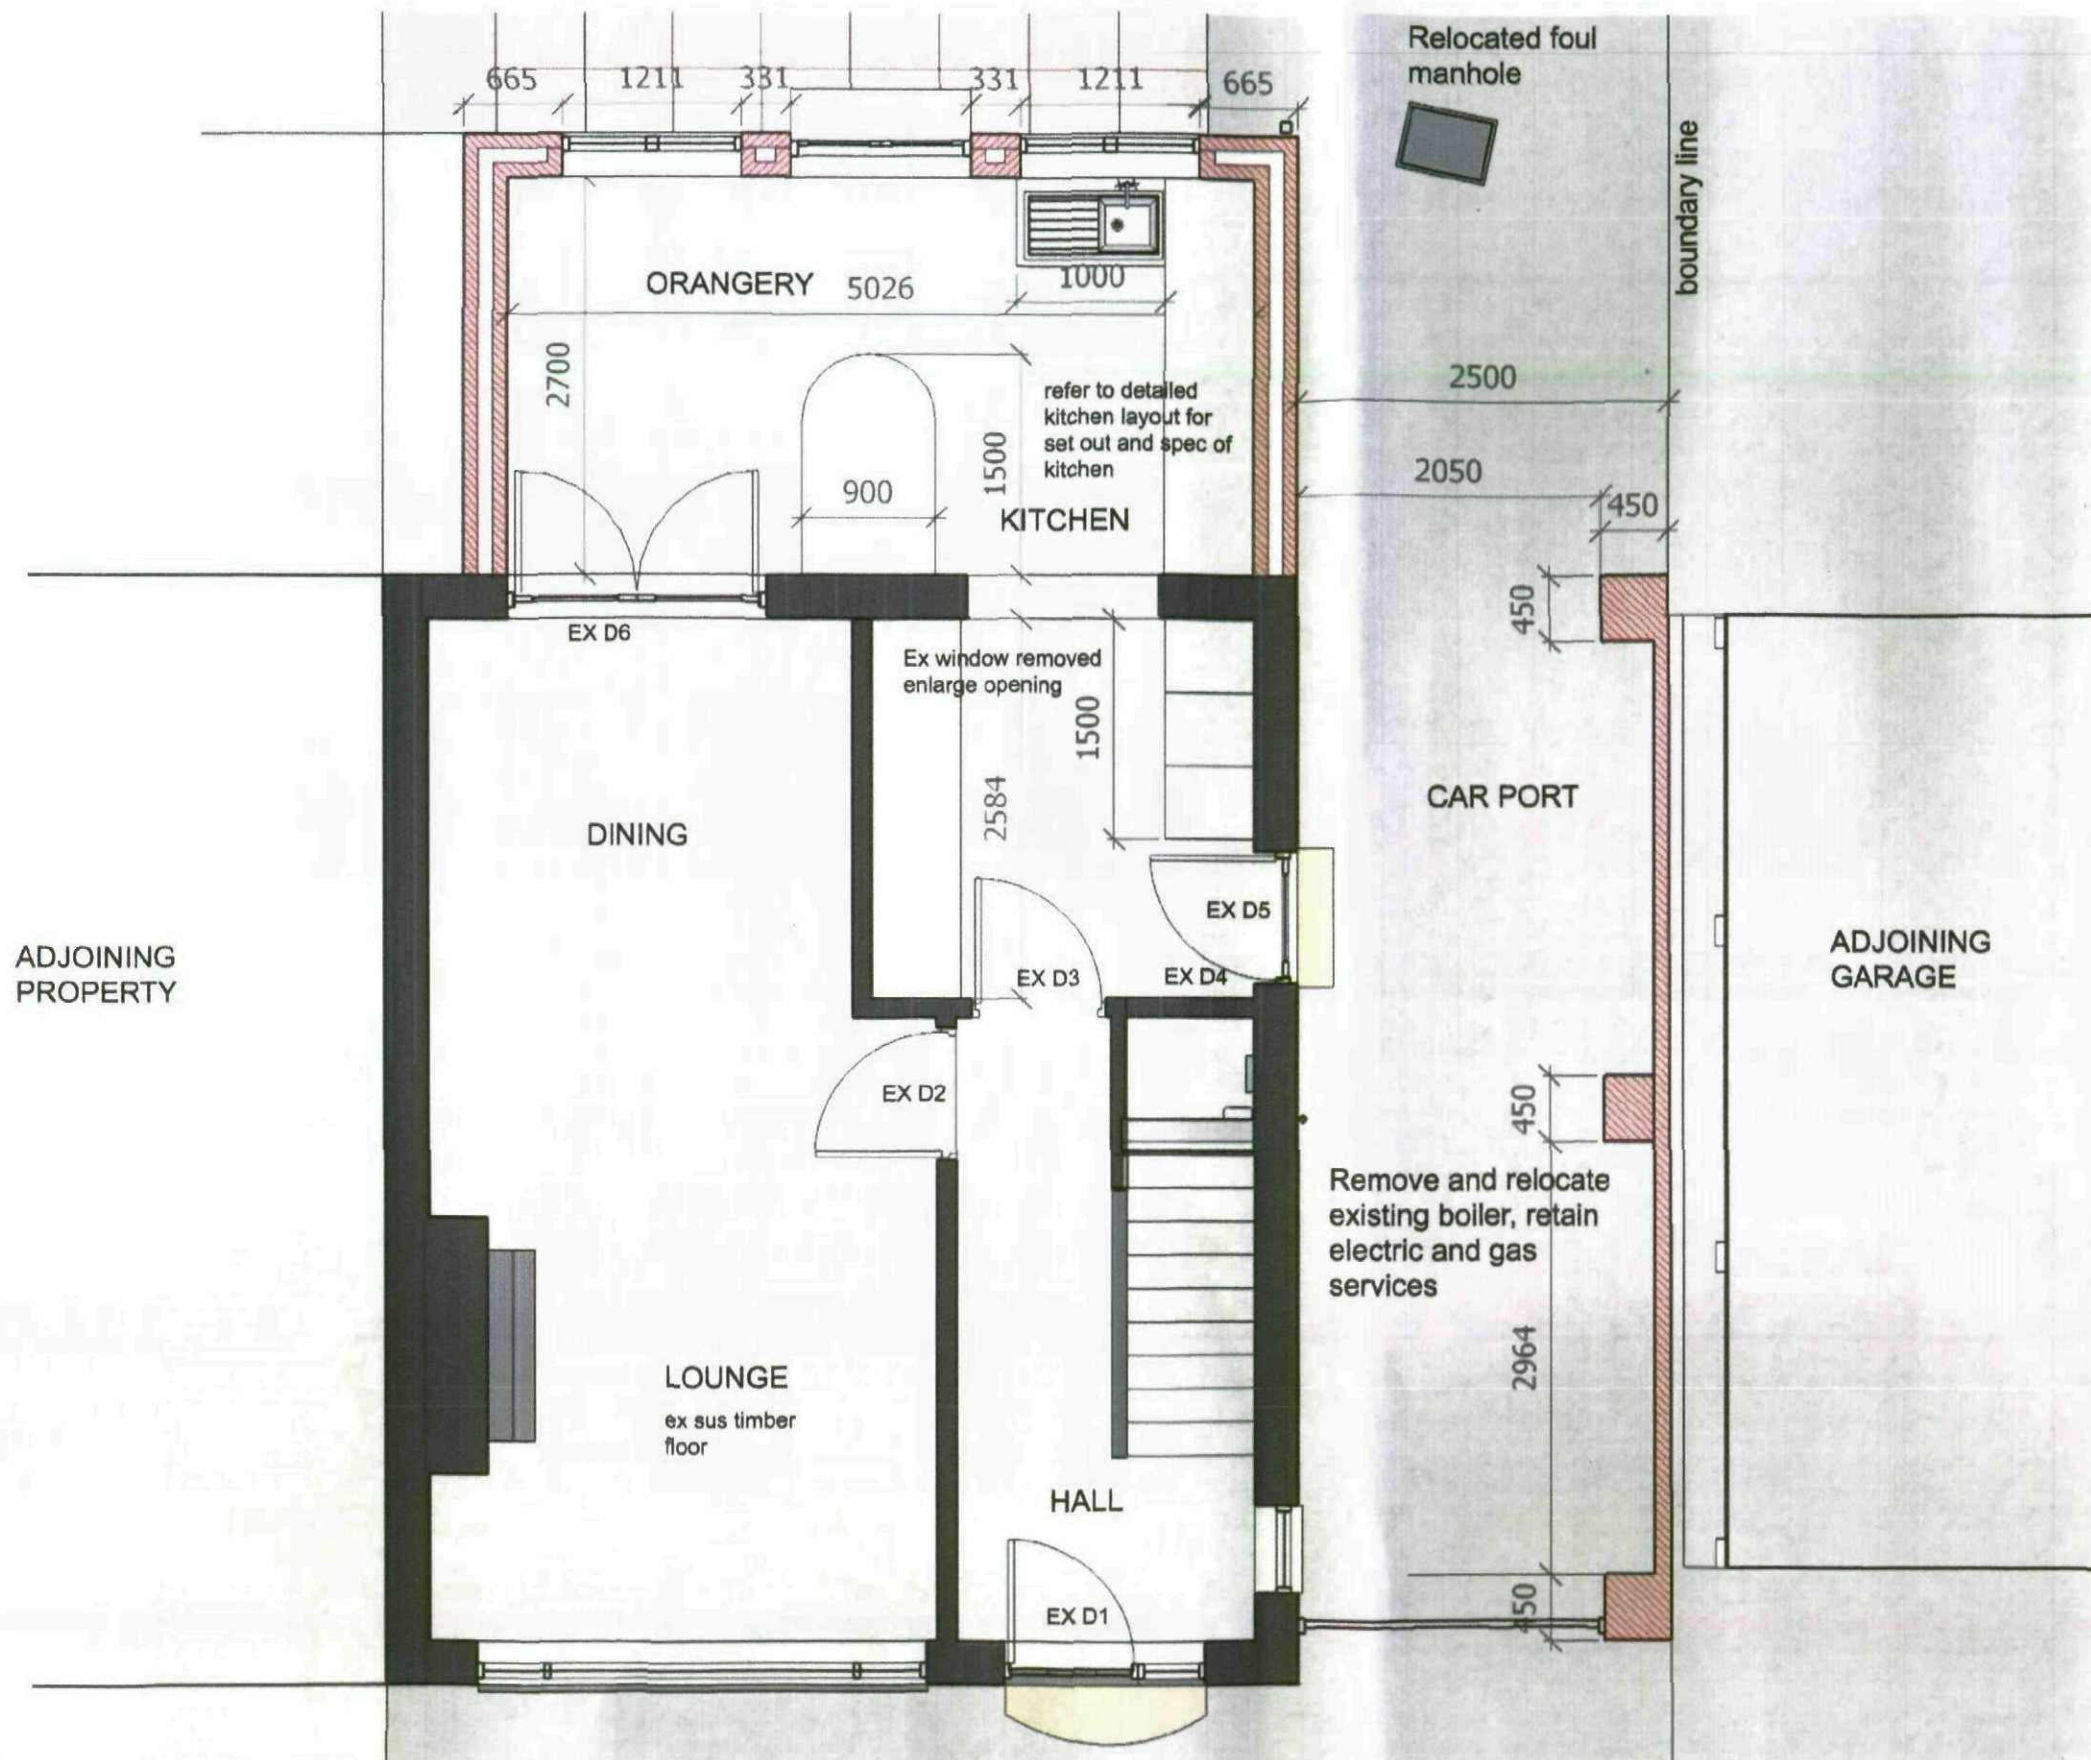 Relocated foul
manhole
665 1211 331 331 1211 665
boundary line
ORANGERY 5026
1000
2700
2500
refer to detailed
kitchen layout for
set out and spec of
kitchen
1500
2050
450
900
KITCHEN
450
EX D6
Ex window removed
enlarge opening
1500
2584
CAR PORT
DINING
EX D5
ADJOINING
PROPERTY
EX D3
EX D4
ADJOINING
GARAGE
EX D2
450
Remove and relocate
existing boiler, retain
electric and gas
services
2964
LOUNGE
ex sus timber
floor
HALL
EX D1
450